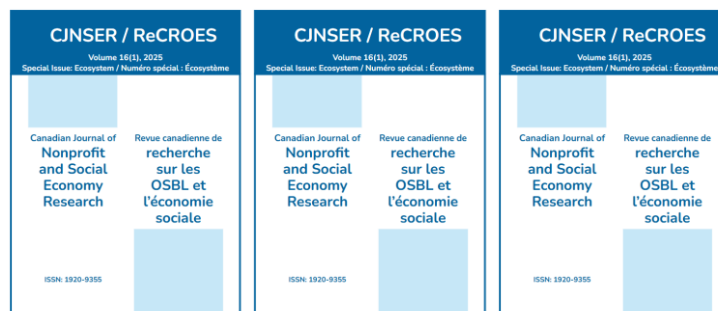 CJNSER / ReCROES
Volume 16(1), 2025
Special Issue: Ecosystem / Numéro spécial : Écosystème
Canadian Journal of
Nonprofit
and Social
Economy
Research
Revue canadienne de
recherche
sur les
OSBL et
l’économie
sociale
ISSN: 1920-9355
CJNSER / ReCROES
Volume 16(1), 2025
Special Issue: Ecosystem / Numéro spécial : Écosystème
Canadian Journal of
Nonprofit
and Social
Economy
Research
Revue canadienne de
recherche
sur les
OSBL et
l’économie
sociale
ISSN: 1920-9355
CJNSER / ReCROES
Volume 16(1), 2025
Special Issue: Ecosystem / Numéro spécial : Écosystème
Canadian Journal of
Nonprofit
and Social
Economy
Research
Revue canadienne de
recherche
sur les
OSBL et
l’économie
sociale
ISSN: 1920-9355